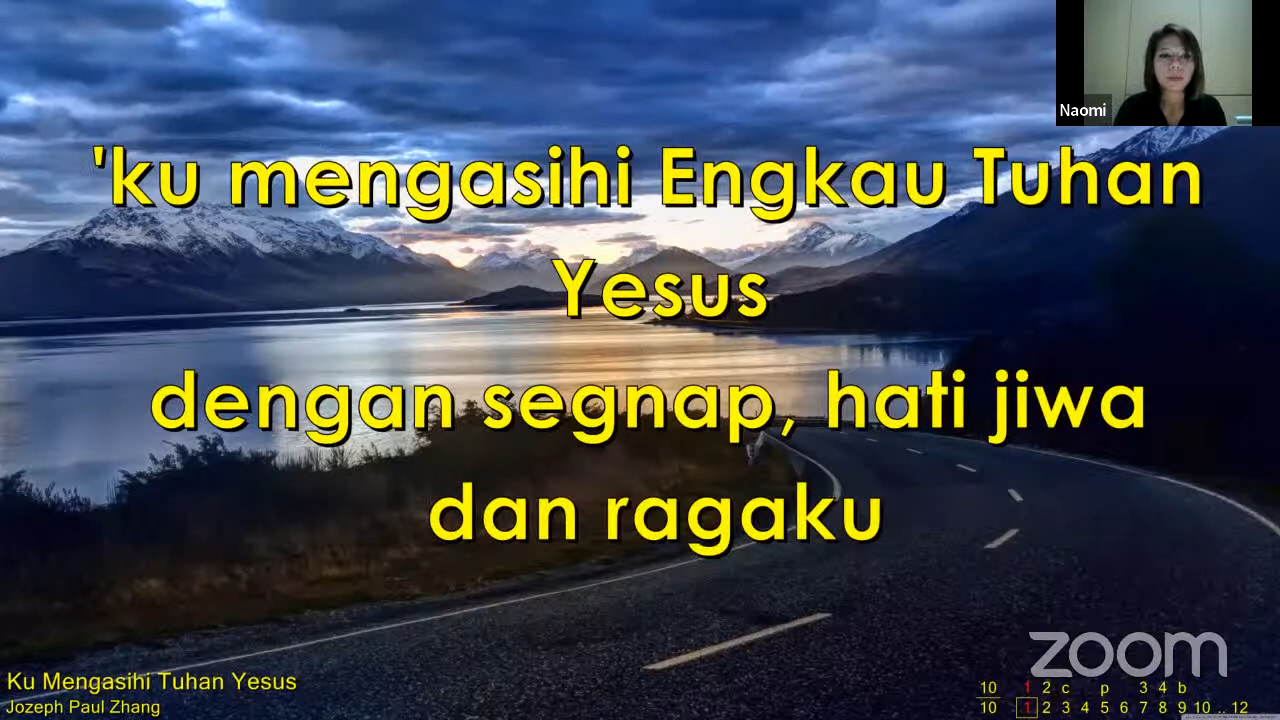 Naomi
'ku mengasihi Engkau Tuhan
Yesus
dengan segnap, hati jiwa
dan ragaku
zoom
Ku Mengasihi Tuhan Yesus
Jozeph Paul Zhang
10 1 2 c p 3 4 b
10 1 2 3 4 5 6 7 8 9 10 .. 12